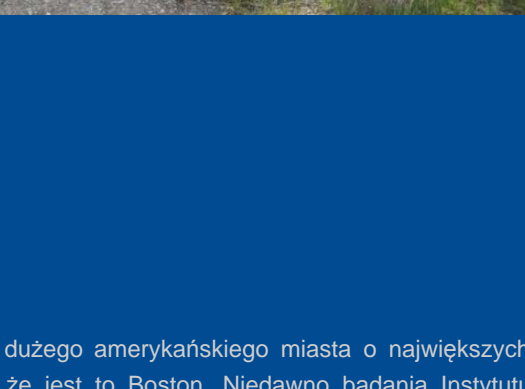 dużego amerykańskiego miasta o największych
że jest to Boston. Niedawno badania Instytutu